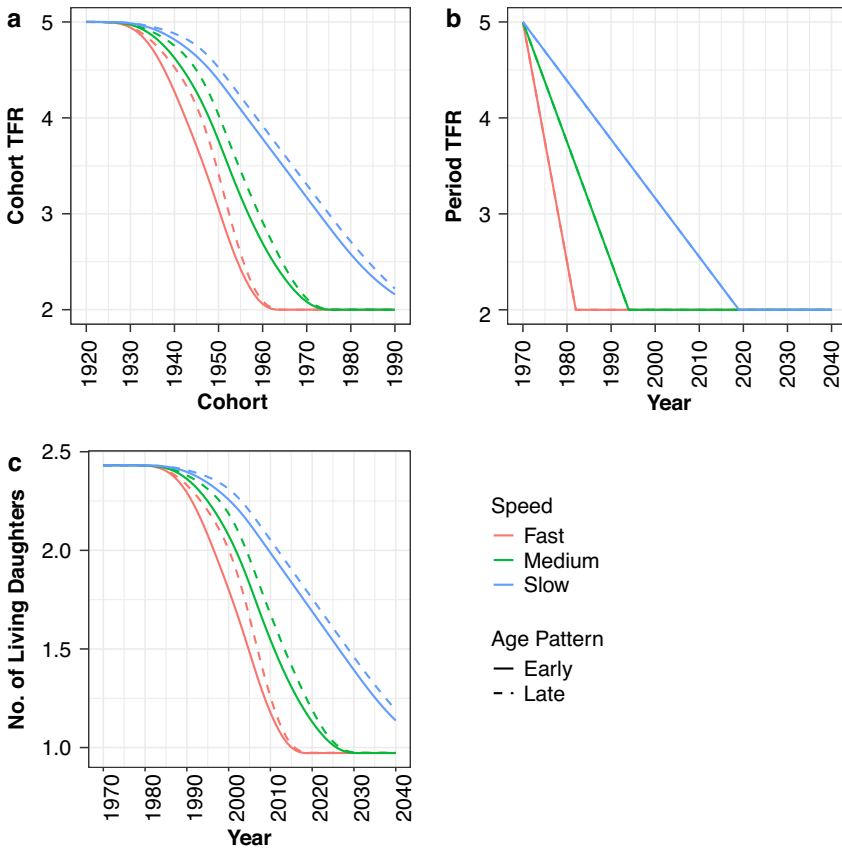 a
Cohort TFR
5
4
3
2
1920
1930
1940
1950
1960
1970
1980
1990
Cohort
b
Period TFR
5
4
3
2
1970
1980
1990
2000
2010
2020
2030
2040
Year
c
No. of Living Daughters
2.5
2.0
1.5
1.0
1970
1980
1990
2000
2010
2020
2030
2040
Year
Speed
Fast
Medium
Slow
Age Pattern
Early
Late